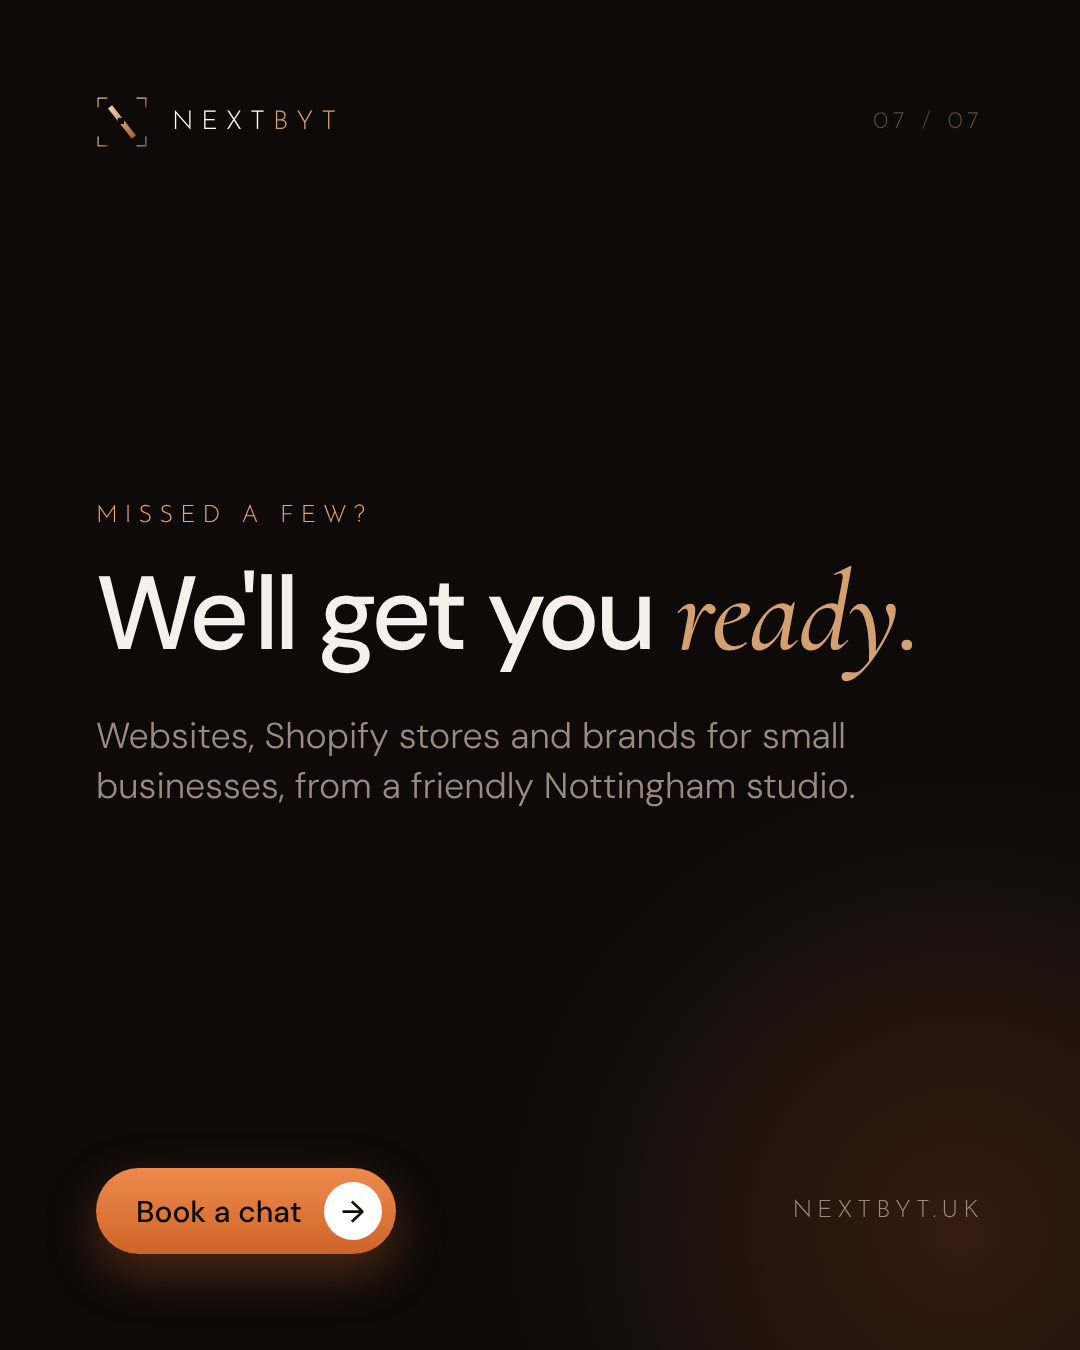 NEXTBYT
07 / 07
MISSED A FEW?
We'll get you ready.
Websites, Shopify stores and brands for small
businesses, from a friendly Nottingham studio.
Book a chat
NEXTBYT.UK